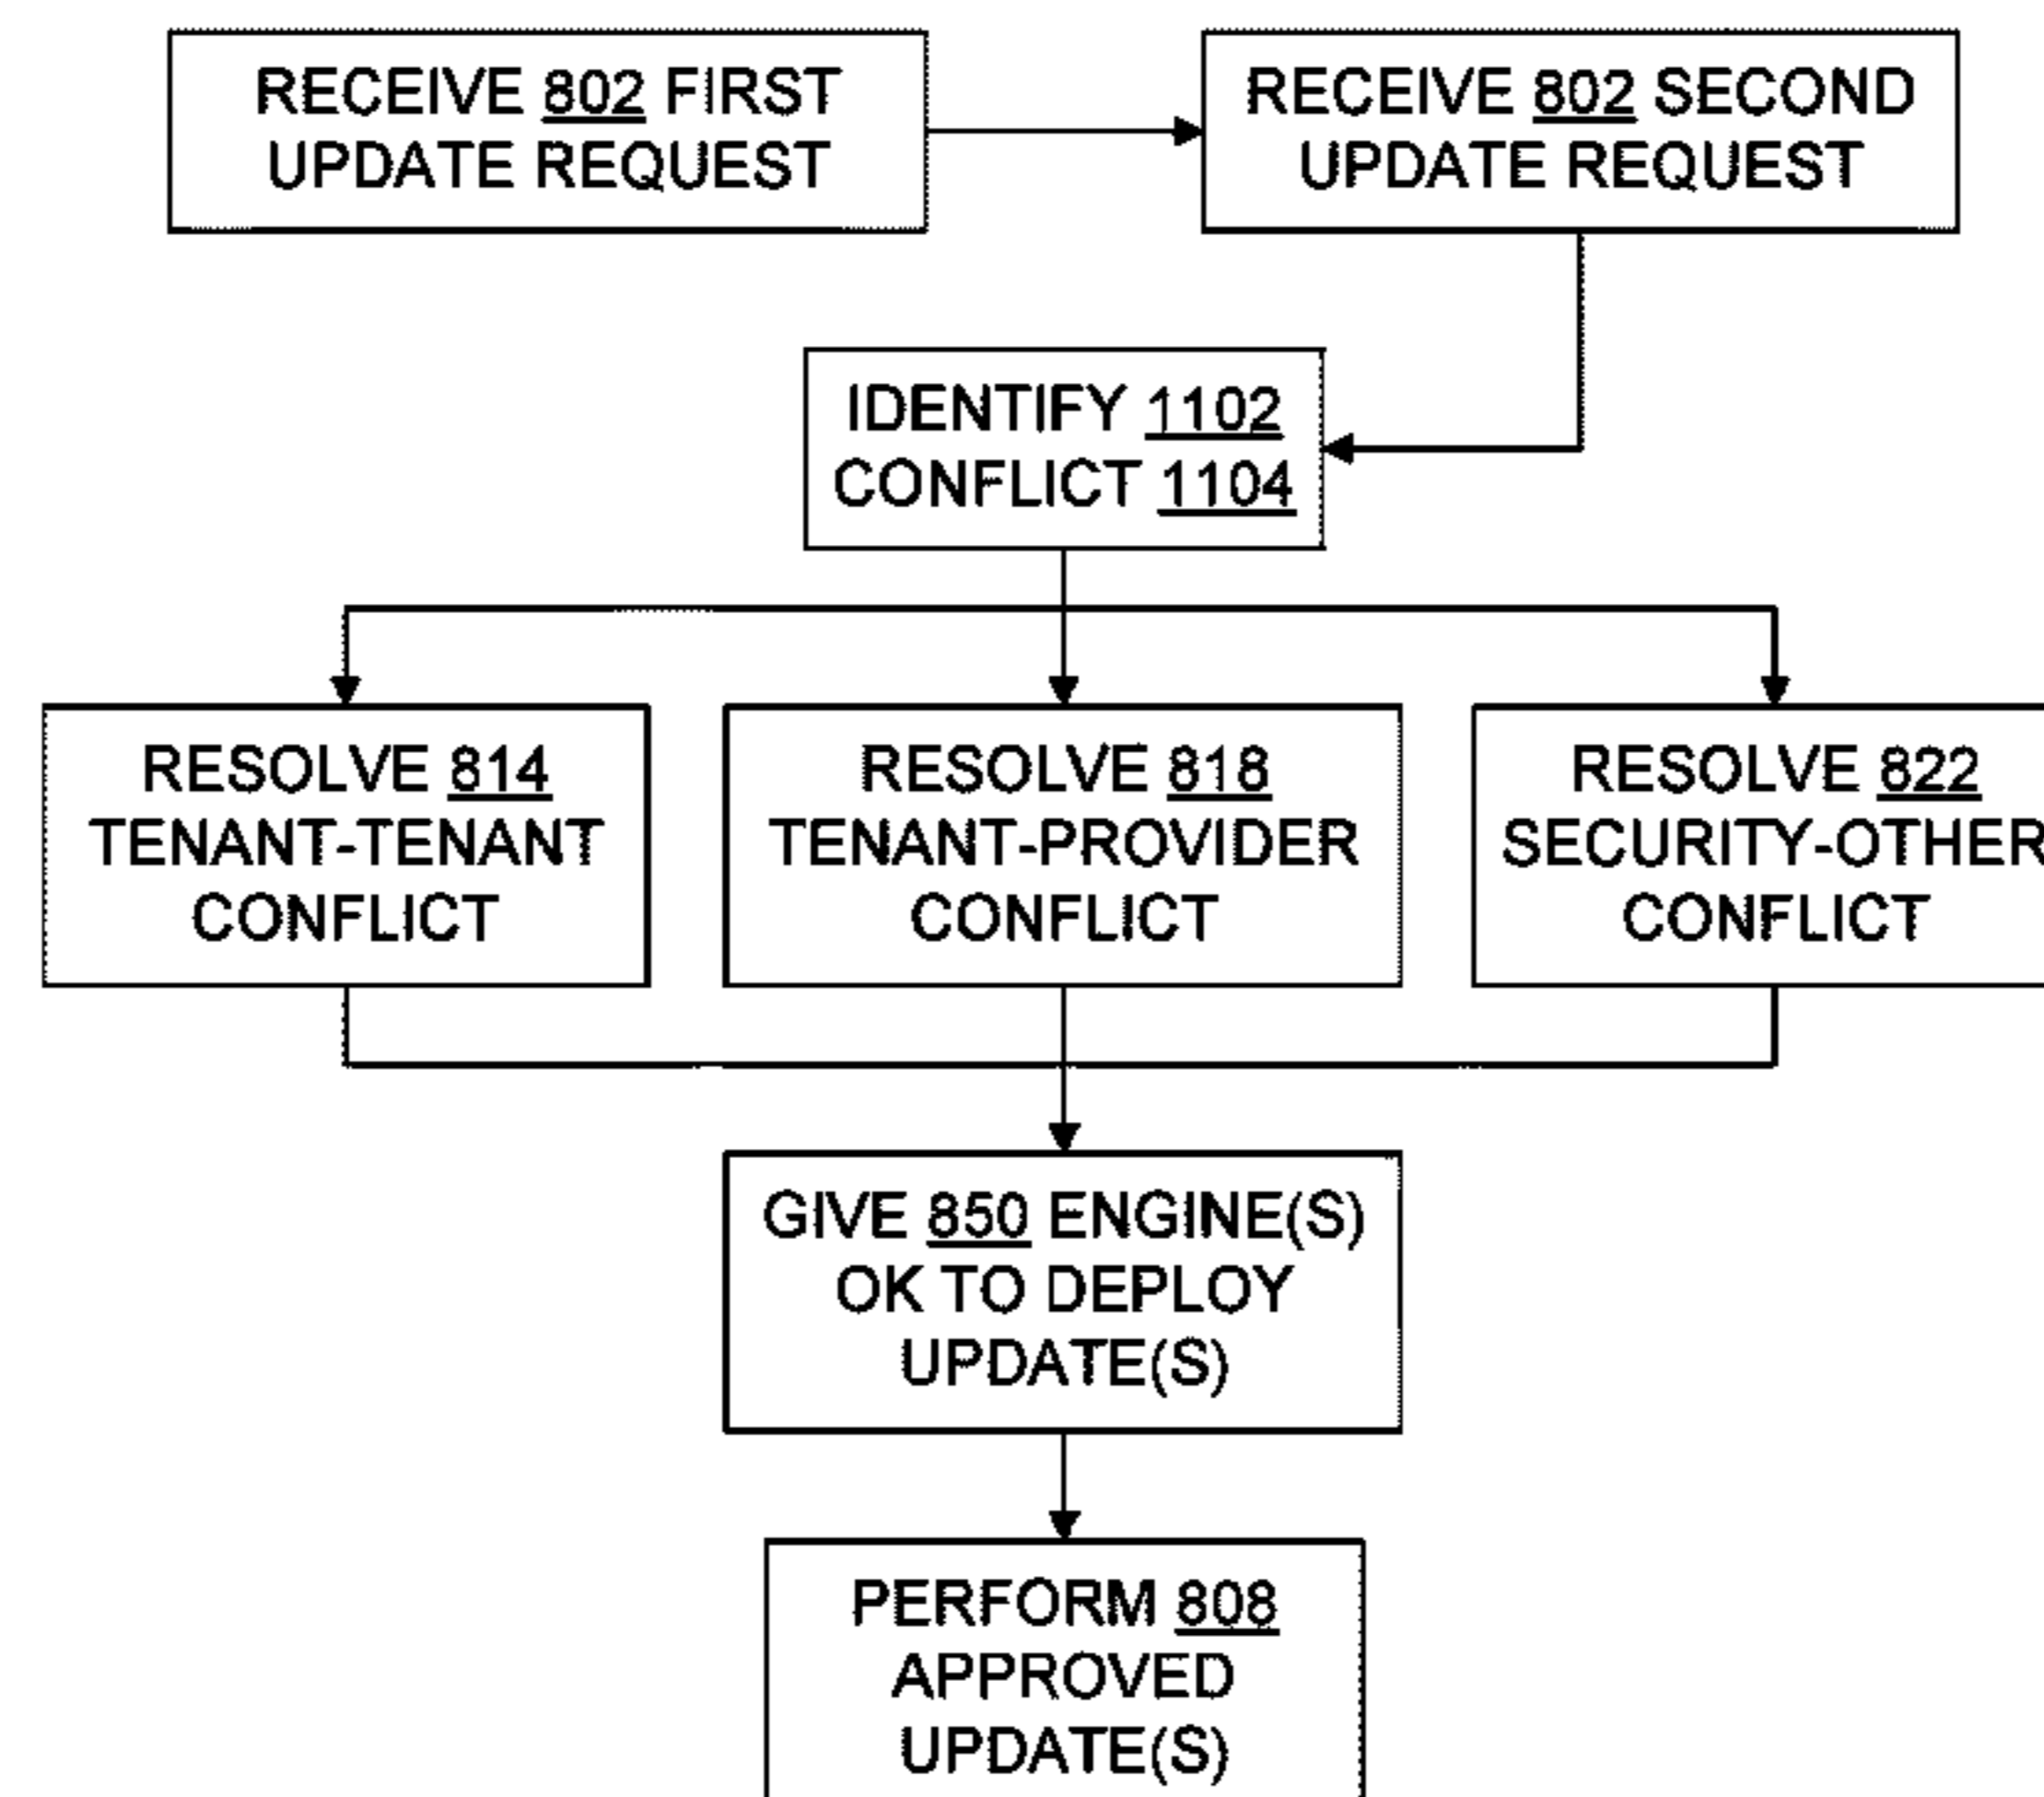 RECEIVE 802 FIRST
UPDATE REQUEST
RECEIVE 802 SECOND
UPDATE REQUEST
IDENTIFY 1102
CONFLICT 1104
RESOLVE 814
TENANT-TENANT
CONFLICT
RESOLVE 818
TENANT-PROVIDER
CONFLICT
RESOLVE 822
SECURITY-OTHER
CONFLICT
GIVE 850 ENGINE(S)
OK TO DEPLOY
UPDATE(S)
PERFORM 808
APPROVED
UPDATE(S)